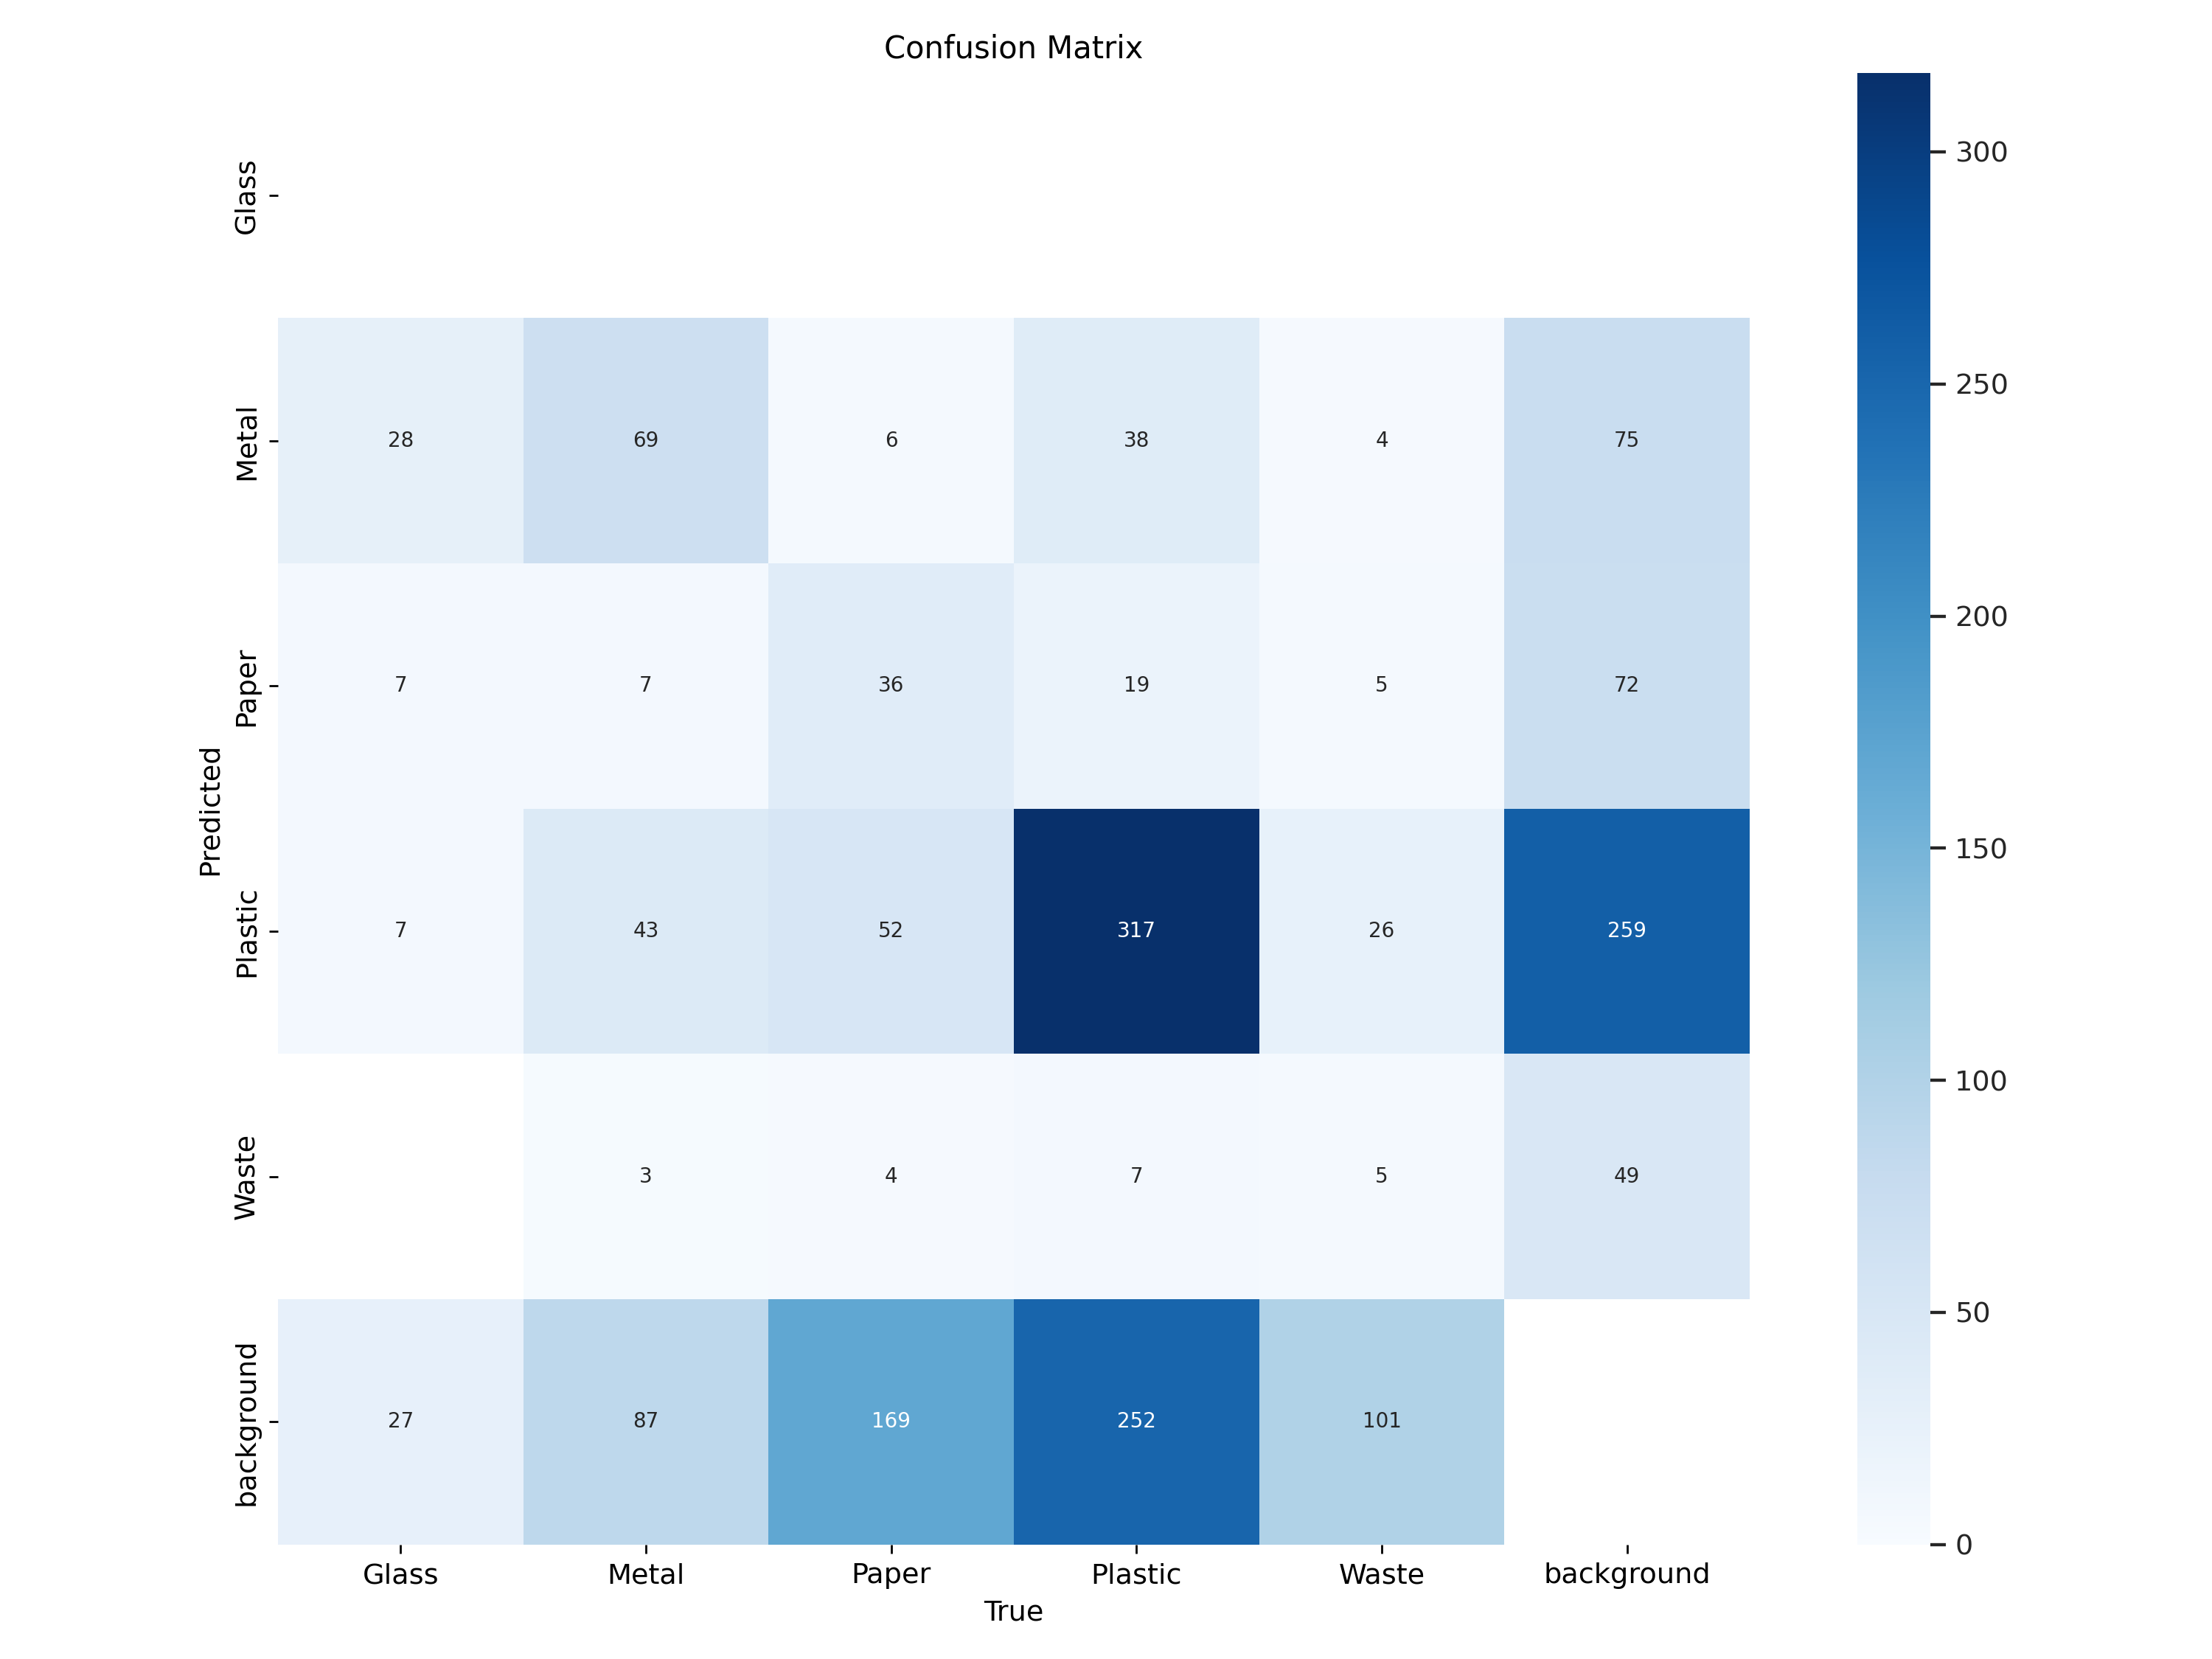 Confusion Matrix
Glass
Metal
28 69 6 38 4 75
Paper
7 7 36 19 5 72
Predicted
Plastic
7 43 52 317 26 259
Waste
3 4 7 5 49
background
27 87 169 252 101
Glass Metal Paper Plastic Waste background
True
300
250
200
150
100
50
0